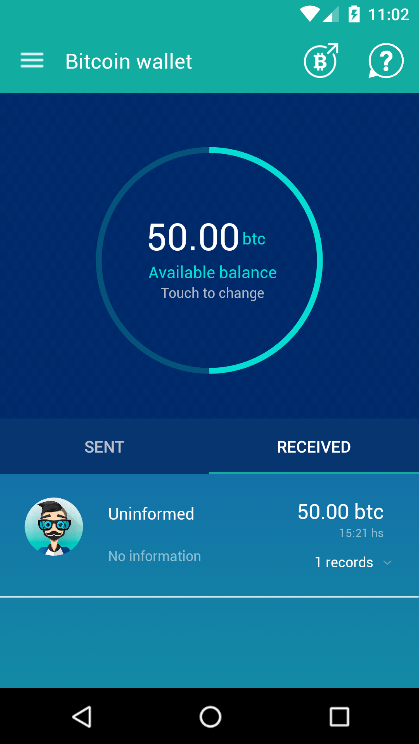 11:02
Bitcoin wallet
50.00 btc
Available balance
Touch to change
SENT
RECEIVED
Uninformed
50.00 btc
15:21 hs
No information
1 records